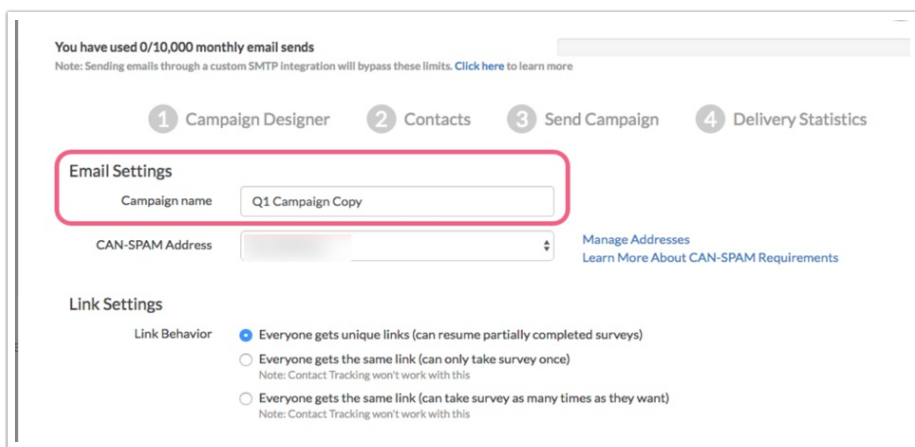 You have used 0/10,000 monthly email sends
Note: Sending emails through a custom SMTP integration will bypass these limits. Click here to learn more
1 Campaign Designer 2 Contacts 3 Send Campaign 4 Delivery Statistics
Email Settings
Campaign name Q1 Campaign Copy
CAN-SPAM Address Manage Addresses
Learn More About CAN-SPAM Requirements
Link Settings
Link Behavior Everyone gets unique links (can resume partially completed surveys)
Everyone gets the same link (can only take survey once)
Note: Contact Tracking won't work with this
Everyone gets the same link (can take survey as many times as they want)
Note: Contact Tracking won't work with this